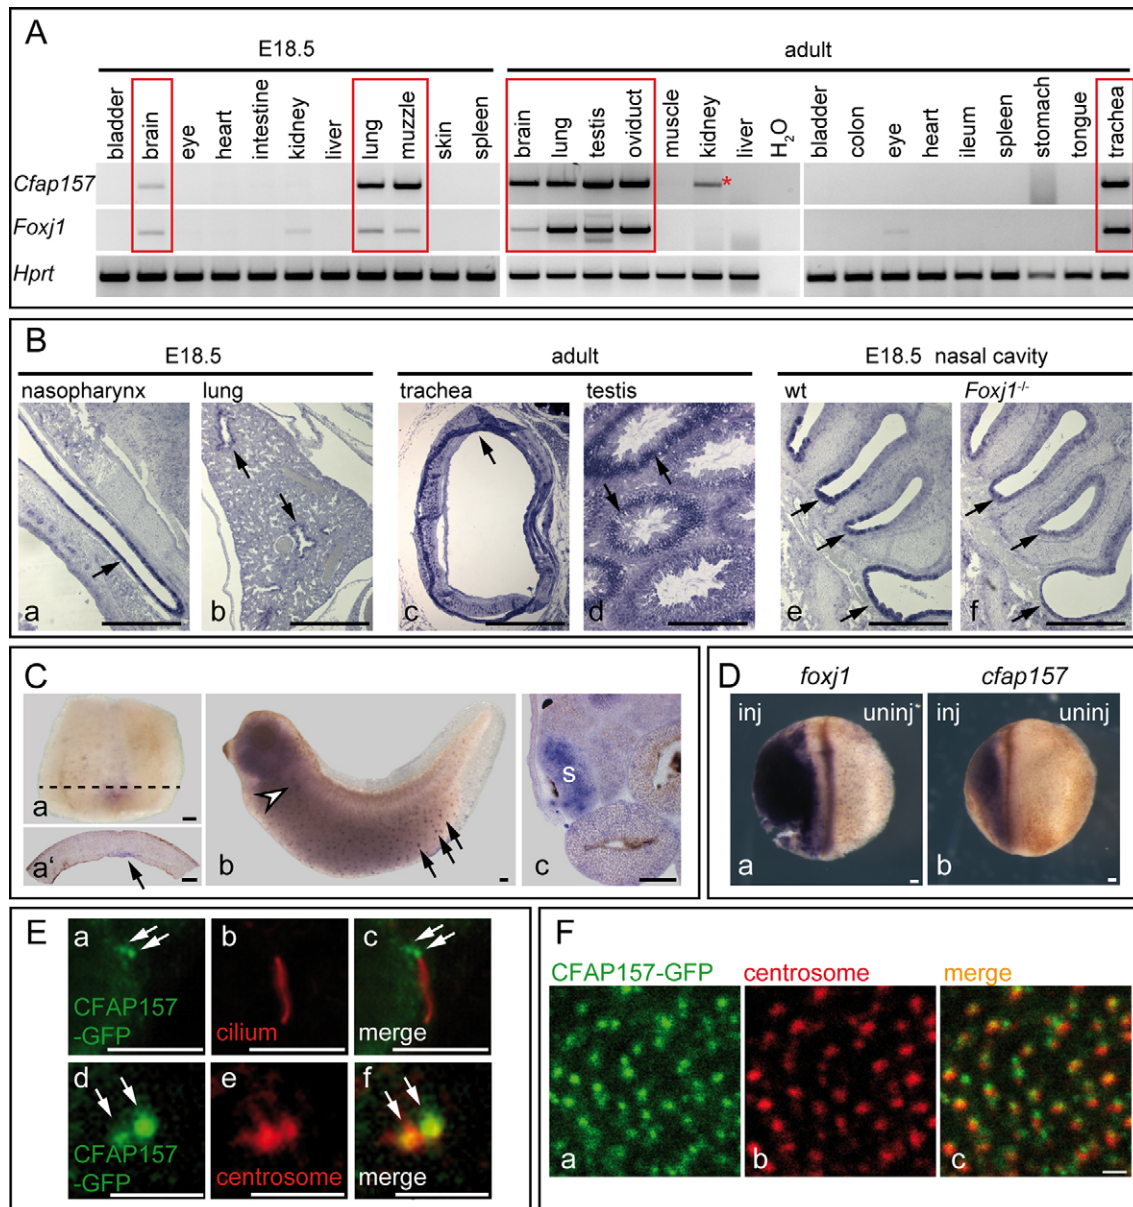 A
E18.5
adult
bladder brain eye heart intestine kidney liver lung muzzle skin spleen
brain lung testis oviduct muscle kidney liver H₂O
bladder colon eye heart ileum spleen stomach tongue trachea
Cfap157 *
Foxj1
Hprt
B
E18.5 adult E18.5 nasal cavity
nasopharynx lung trachea testis wt Foxj1⁻/⁻
a b c d e f
C
a
a'
b
s
c
D
foxj1 cfap157
inj uninj inj uninj
a b
E
a b c
CFAP157
-GFP cilium merge
d e f
CFAP157
-GFP centrosome merge
F
CFAP157-GFP centrosome merge
a b c